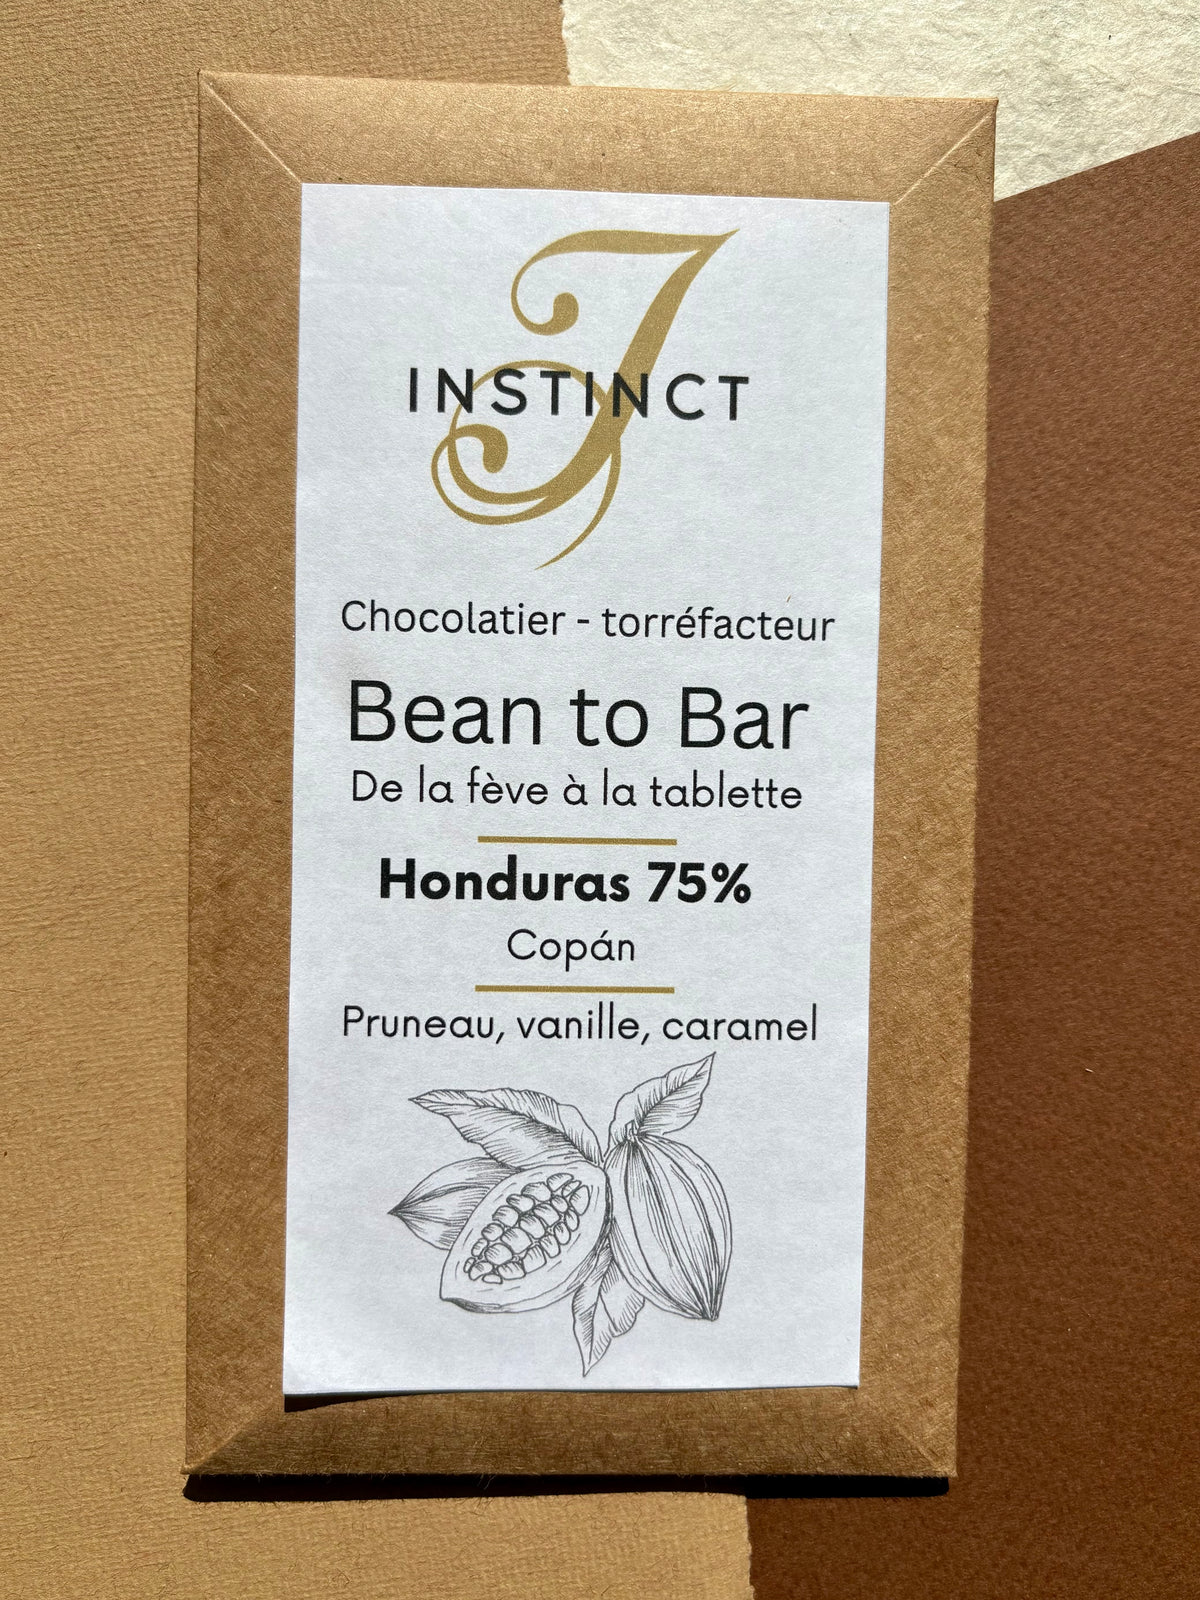 I
INSTINCT
Chocolatier - torréfacteur
Bean to Bar
De la fève à la tablette
Honduras 75%
Copán
Pruneau, vanille, caramel